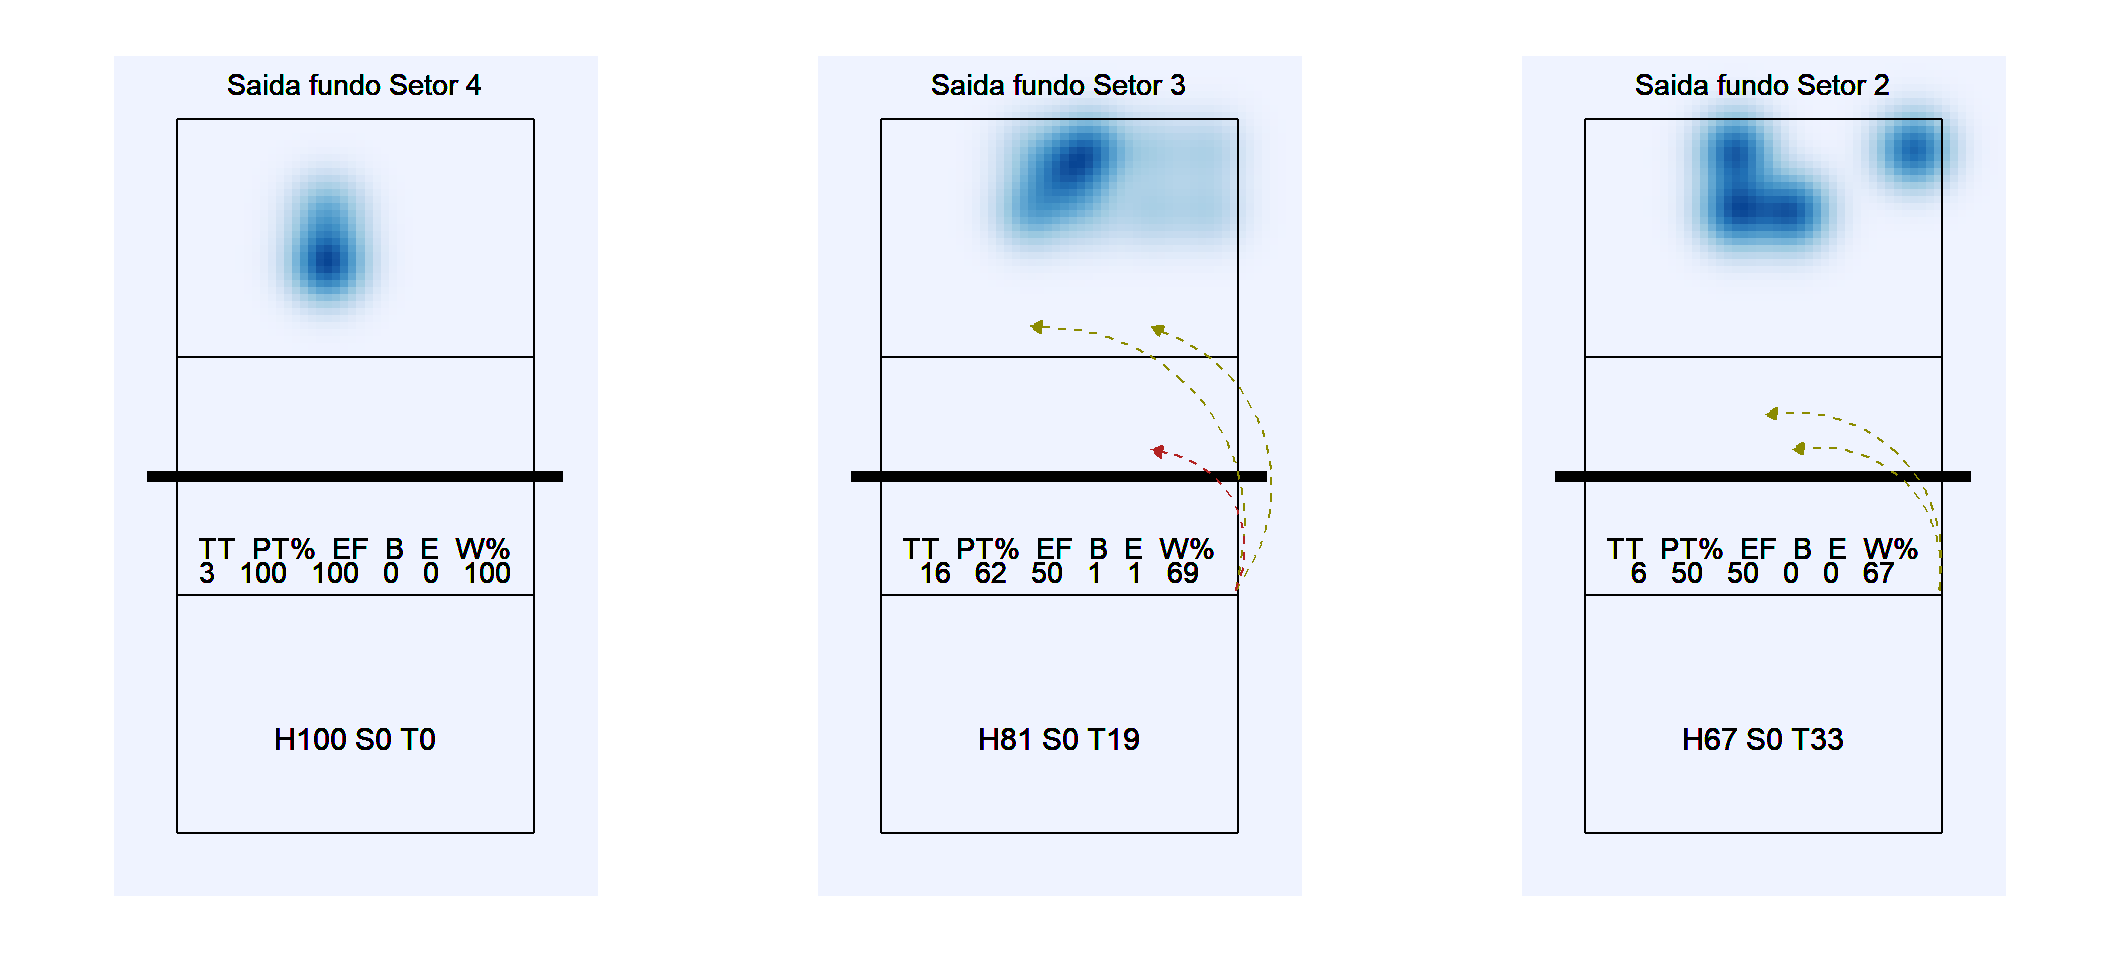 Saida fundo Setor 4
TT PT% EF B E W%
3 100 100 0 0 100
H100 S0 T0
Saida fundo Setor 3
TT PT% EF B E W%
16 62 50 1 1 69
H81 S0 T19
Saida fundo Setor 2
TT PT% EF B E W%
6 50 50 0 0 67
H67 S0 T33